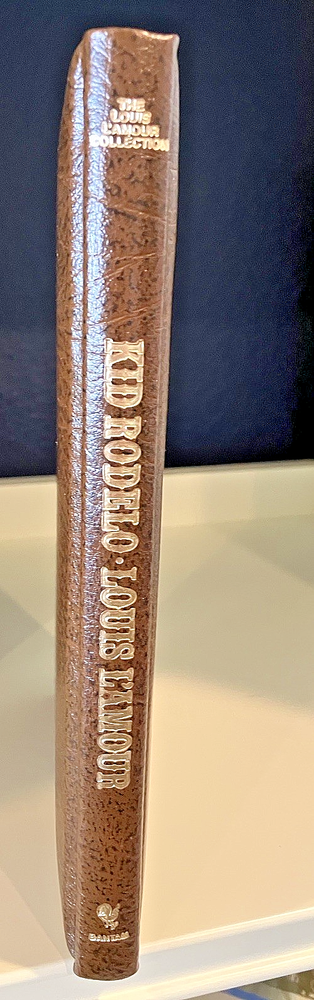 THE
LOUIS
L'AMOUR
COLLECTION
KID RODELO · LOUIS L'AMOUR
BANTAM